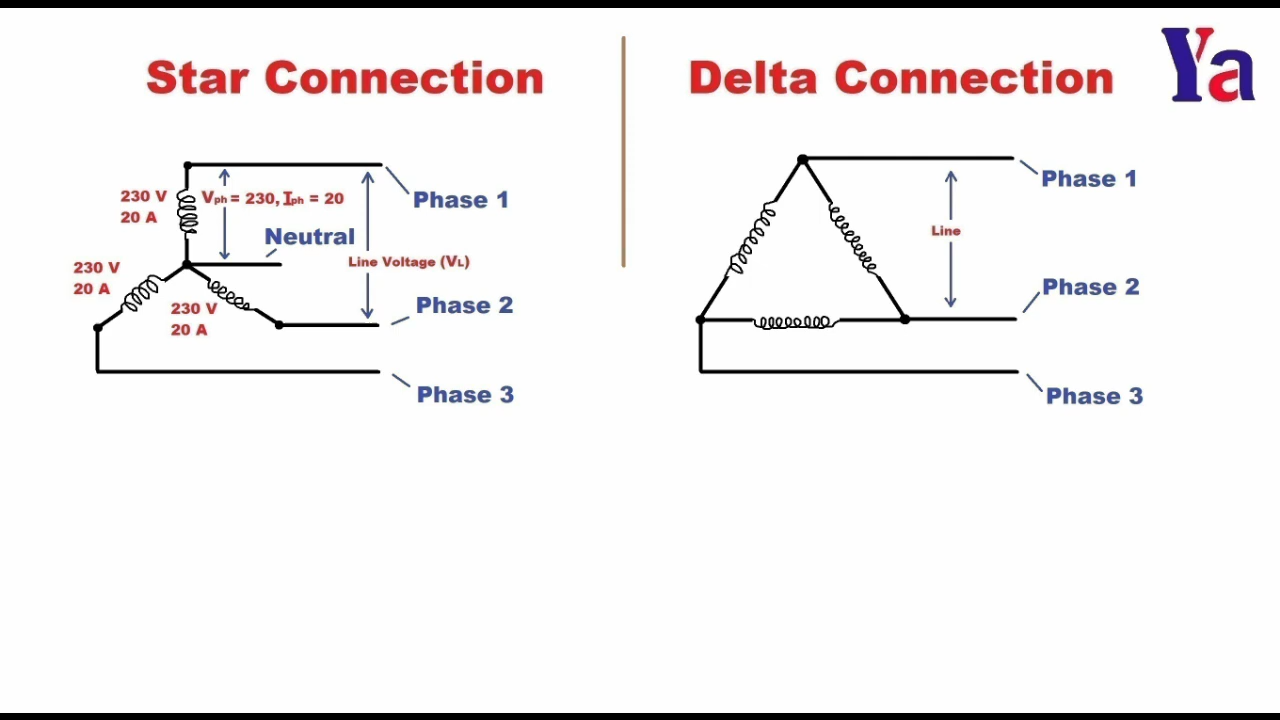 Star Connection
230 V
20 A
Vph = 230, Iph = 20
Neutral
Line Voltage (VL)
230 V
20 A
230 V
20 A
Phase 1
Phase 2
Phase 3
Delta Connection
Ya
Line
Phase 1
Phase 2
Phase 3